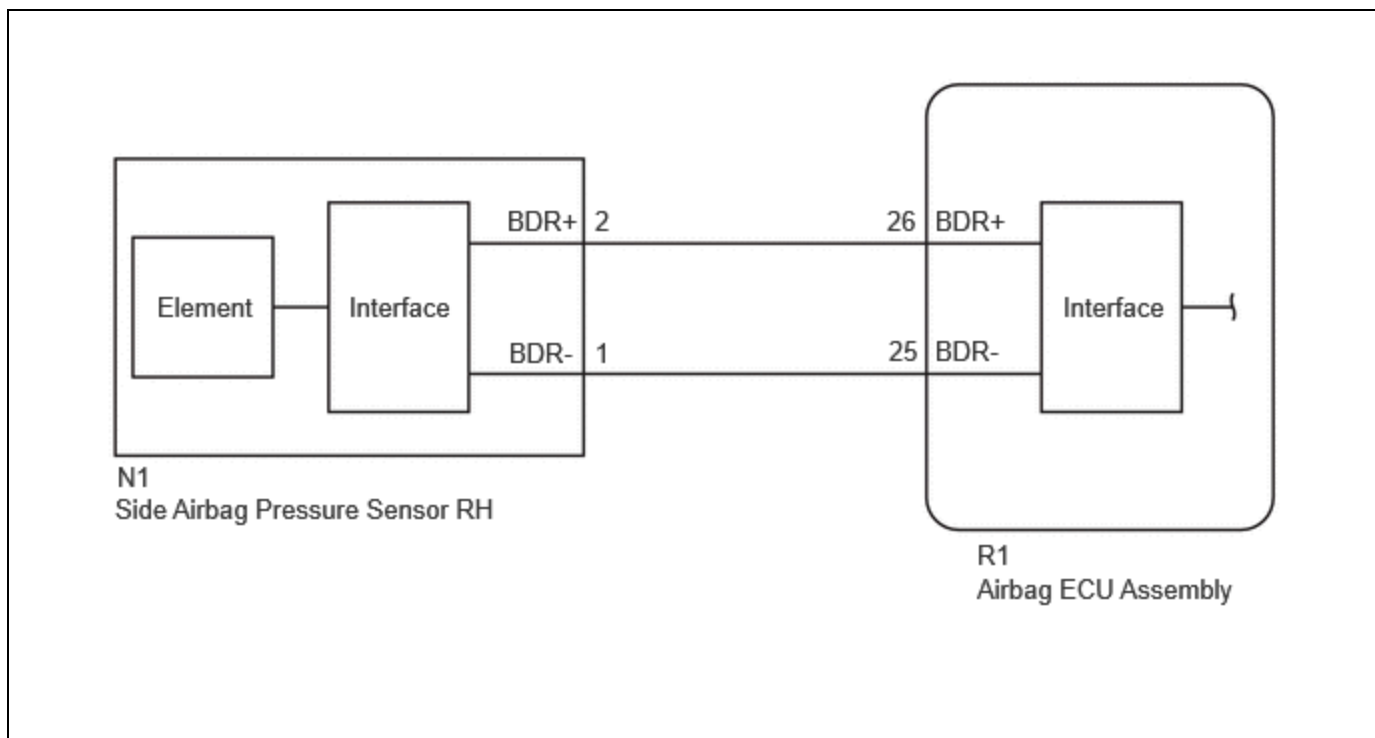 BDR+ 2
26 BDR+
Element
Interface
Interface
BDR- 1
25 BDR-
N1
Side Airbag Pressure Sensor RH
R1
Airbag ECU Assembly